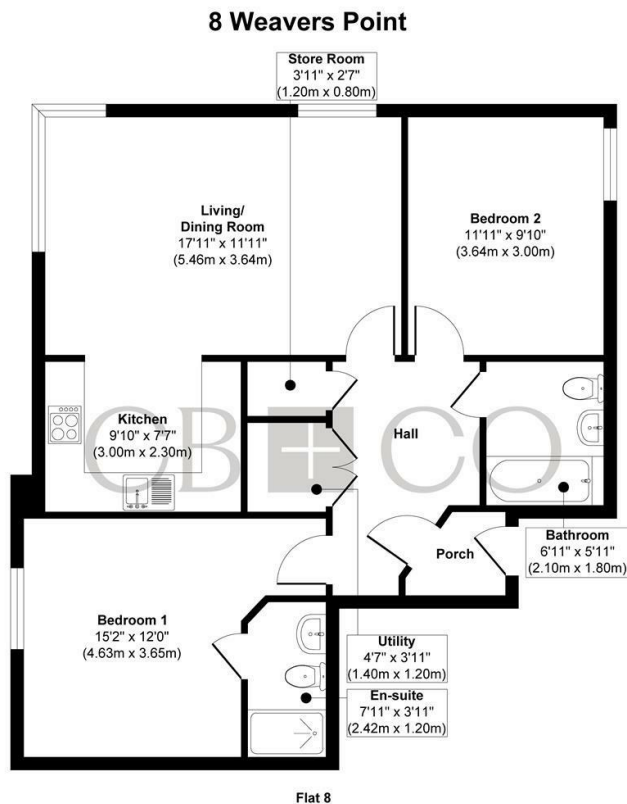 8 Weavers Point
Store Room
3'11" x 2'7"
(1.20m x 0.80m)
Living/
Dining Room
17'11" x 11'11"
(5.46m x 3.64m)
Bedroom 2
11'11" x 9'10"
(3.64m x 3.00m)
Kitchen
9'10" x 7'7"
(3.00m x 2.30m)
OB CO
Hall
Porch
Bathroom
6'11" x 5'11"
(2.10m x 1.80m)
Bedroom 1
15'2" x 12'0"
(4.63m x 3.65m)
Utility
4'7" x 3'11"
(1.40m x 1.20m)
En-suite
7'11" x 3'11"
(2.42m x 1.20m)
Flat 8